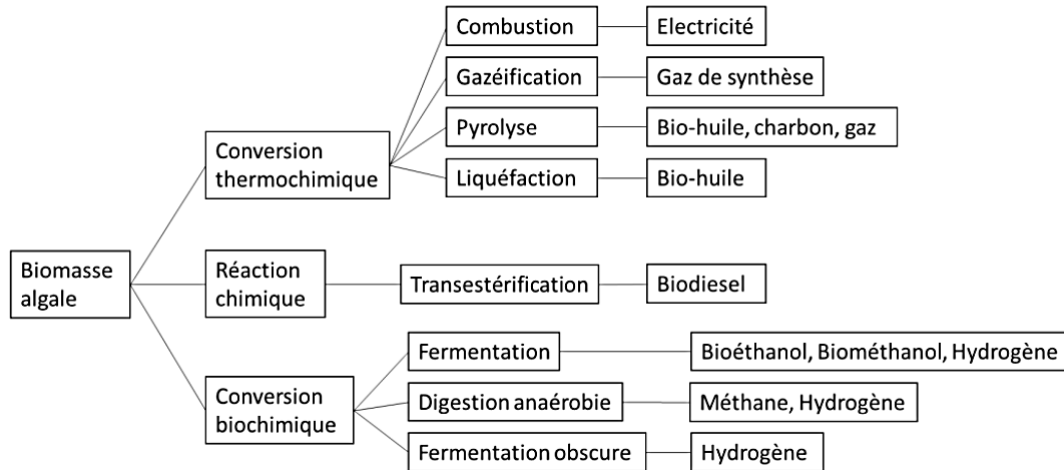 Combustion
Electricité
Gazéification
Gaz de synthèse
Pyrolyse
Bio-huile, charbon, gaz
Conversion
thermochimique
Liquéfaction
Bio-huile
Biomasse
algale
Réaction
chimique
Transestérification
Biodiesel
Fermentation
Bioéthanol, Biométhanol, Hydrogène
Conversion
biochimique
Digestion anaérobie
Méthane, Hydrogène
Fermentation obscure
Hydrogène